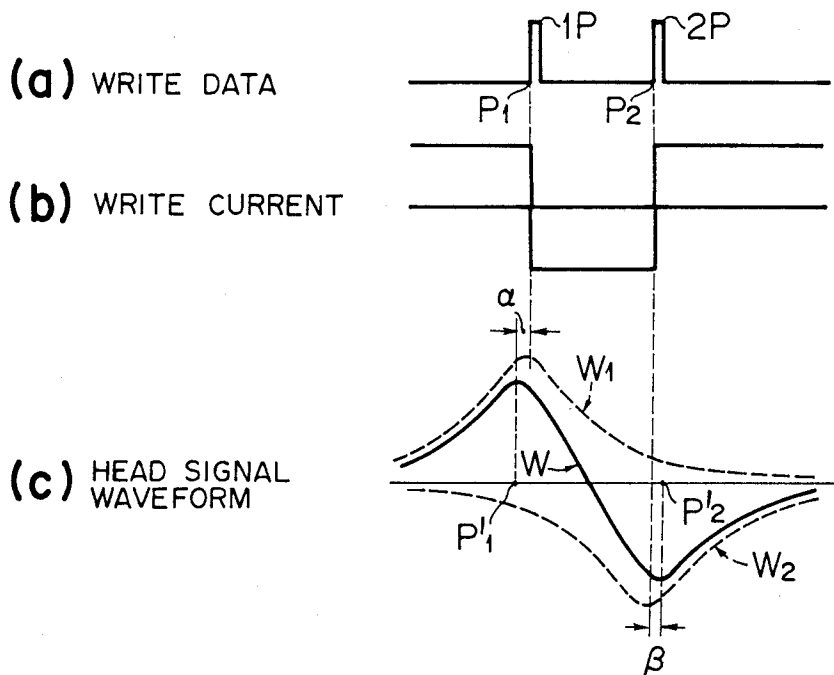 1P 2P
(a) WRITE DATA
P1 P2
(b) WRITE CURRENT
α
W1
W
(c) HEAD SIGNAL
WAVEFORM
P'1 P'2
W2
β